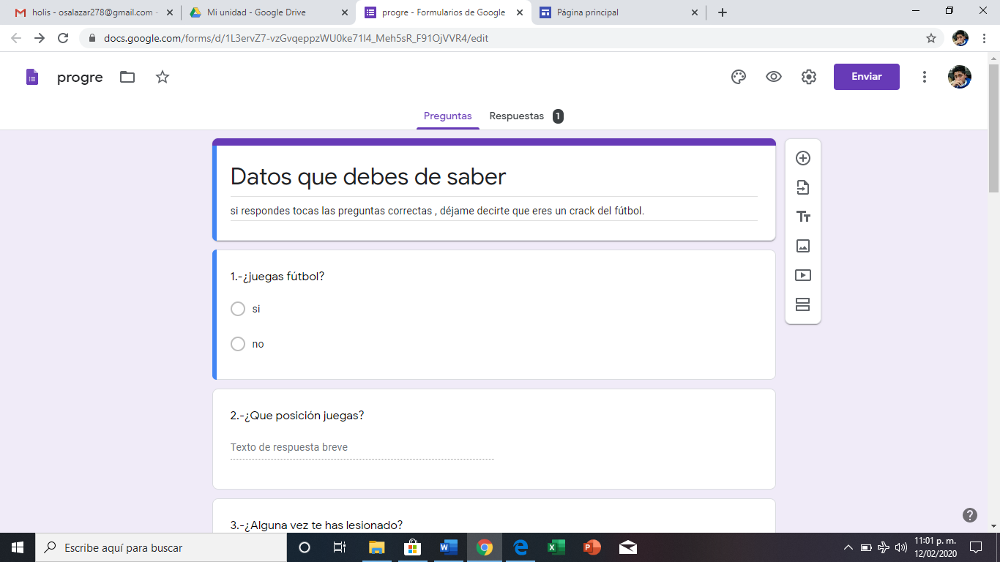 holis - osalazar278@gmail.com -
Mi unidad - Google Drive
progre - Formularios de Google
Página principal
docs.google.com/forms/d/1L3ervZ7-vzGvqeppzWU0ke71l4_Meh5sR_F91OjVVR4/edit
progre
Enviar
Preguntas
Respuestas 1
Datos que debes de saber
si respondes tocas las preguntas correctas , déjame decirte que eres un crack del fútbol.
1.-¿juegas fútbol?
si
no
2.-¿Que posición juegas?
Texto de respuesta breve
3.-¿Alguna vez te has lesionado?
Escribe aquí para buscar
11:01 p. m.
12/02/2020